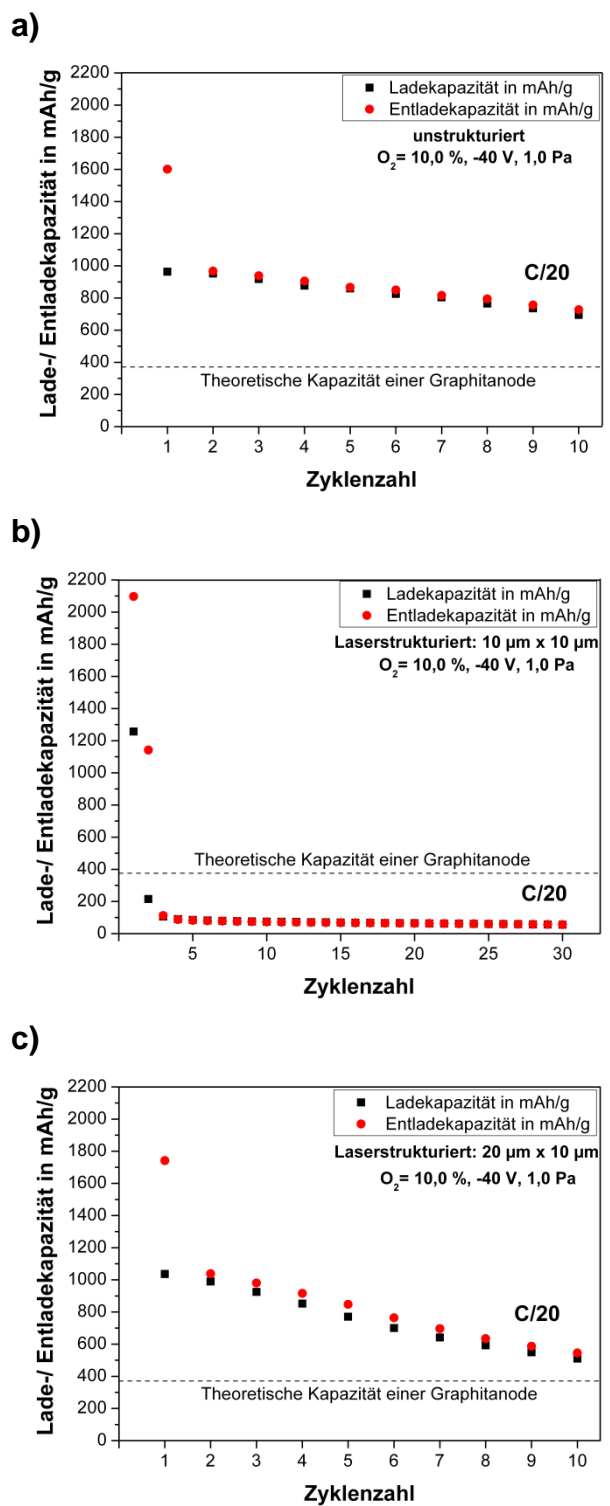 a)
2200
2000
1800
1600
1400
1200
1000
800
600
400
200
0
Lade-/ Entladekapazität in mAh/g
Ladekapazität in mAh/g
Entladekapazität in mAh/g
unstrukturiert
O₂= 10,0 %, -40 V, 1,0 Pa
C/20
Theoretische Kapazität einer Graphitanode
1 2 3 4 5 6 7 8 9 10
Zyklenzahl
b)
2200
2000
1800
1600
1400
1200
1000
800
600
400
200
0
Lade-/ Entladekapazität in mAh/g
Ladekapazität in mAh/g
Entladekapazität in mAh/g
Laserstrukturiert: 10 µm x 10 µm
O₂= 10,0 %, -40 V, 1,0 Pa
Theoretische Kapazität einer Graphitanode
C/20
5 10 15 20 25 30
Zyklenzahl
c)
2200
2000
1800
1600
1400
1200
1000
800
600
400
200
0
Lade-/ Entladekapazität in mAh/g
Ladekapazität in mAh/g
Entladekapazität in mAh/g
Laserstrukturiert: 20 µm x 10 µm
O₂= 10,0 %, -40 V, 1,0 Pa
C/20
Theoretische Kapazität einer Graphitanode
1 2 3 4 5 6 7 8 9 10
Zyklenzahl